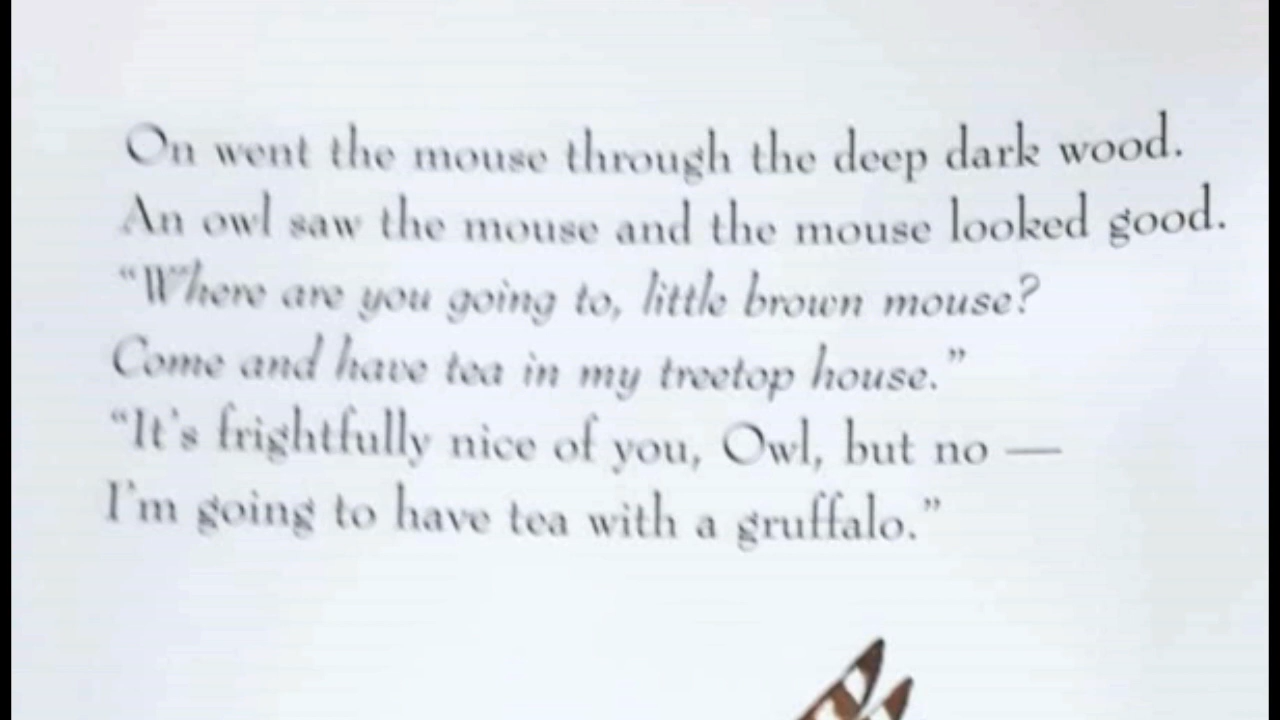 On went the mouse through the deep dark wood.
An owl saw the mouse and the mouse looked good.
“Where are you going to, little brown mouse?
Come and have tea in my treetop house.”
“It's frightfully nice of you, Owl, but no —
I'm going to have tea with a gruffalo.”